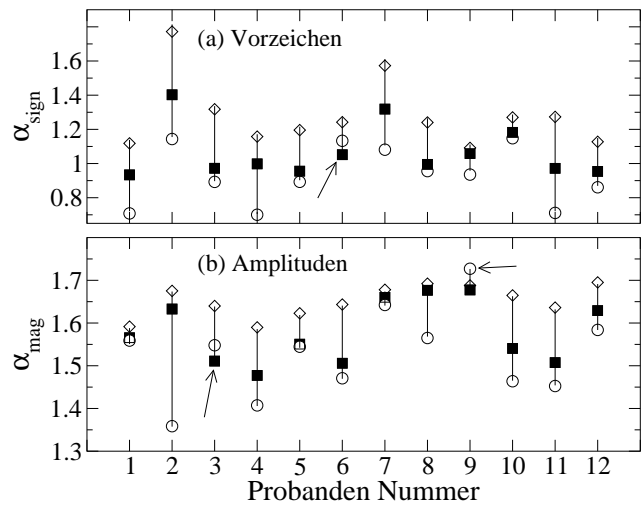 (a) Vorzeichen
1.6
1.4
1.2
1
0.8
α_sign
(b) Amplituden
1.7
1.6
1.5
1.4
1.3
α_mag
1 2 3 4 5 6 7 8 9 10 11 12
Probanden Nummer